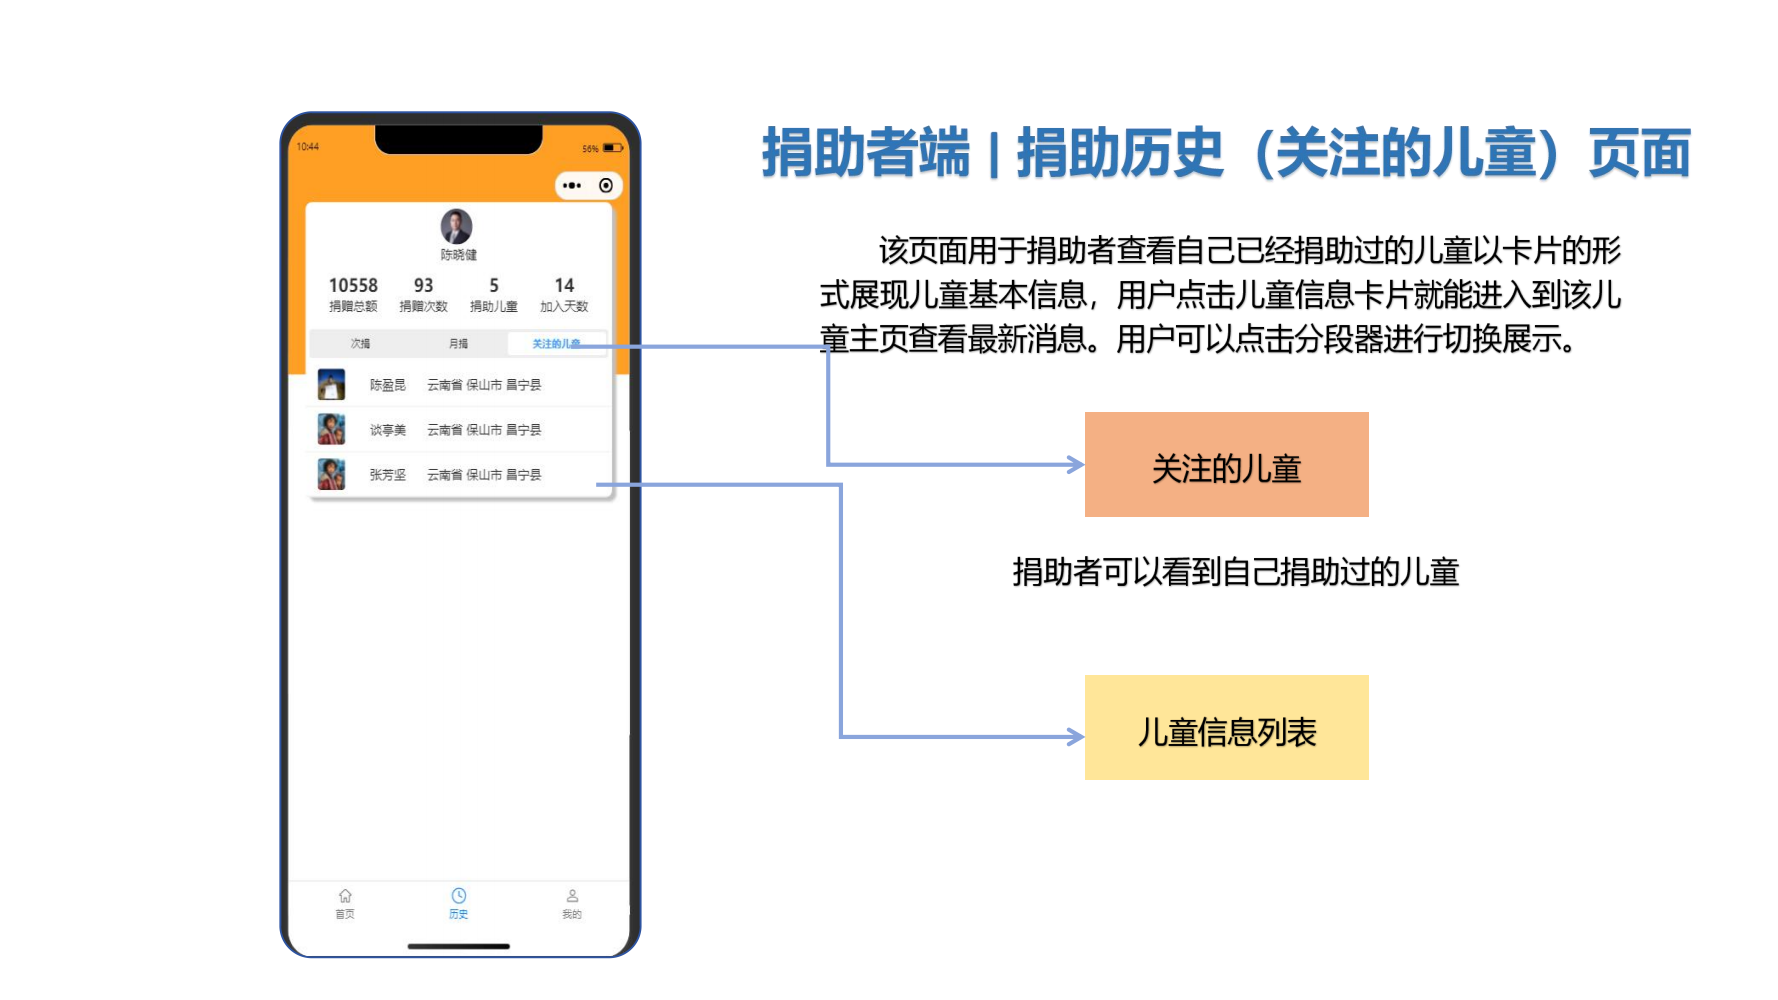 捐助者端 | 捐助历史（关注的儿童）页面
该页面用于捐助者查看自己已经捐助过的儿童以卡片的形
式展现儿童基本信息，用户点击儿童信息卡片就能进入到该儿
童主页查看最新消息。用户可以点击分段器进行切换展示。
10:44
56%
陈晓健
10558 93 5 14
捐赠总额 捐赠次数 捐助儿童 加入天数
次捐 月捐 关注的儿童
陈盈昆 云南省 保山市 昌宁县
谈亭美 云南省 保山市 昌宁县
张芳坚 云南省 保山市 昌宁县
首页 历史 我的
关注的儿童
捐助者可以看到自己捐助过的儿童
儿童信息列表